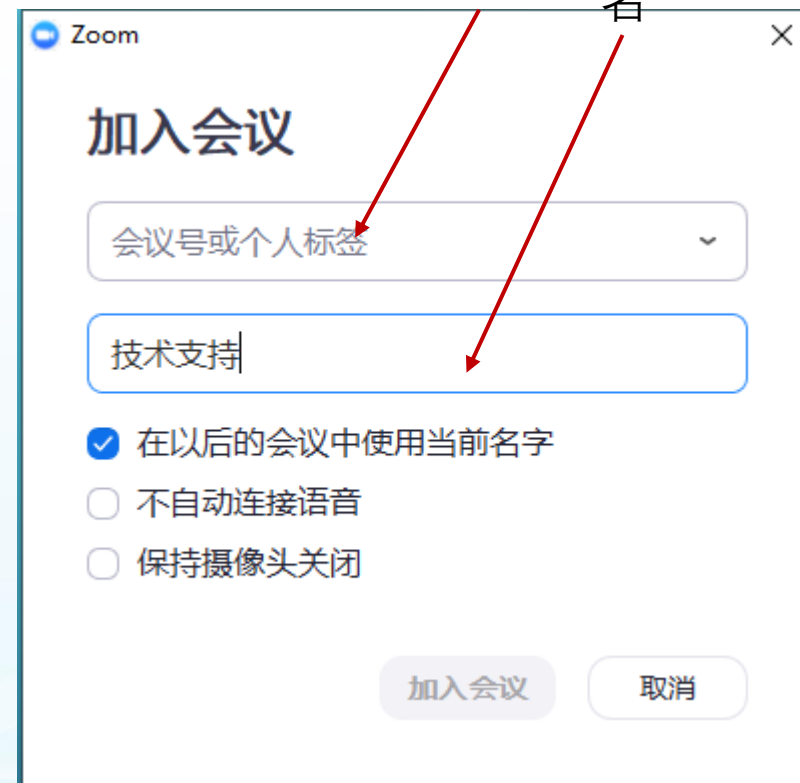 名
Zoom
加入会议
会议号或个人标签
技术支持
在以后的会议中使用当前名字
不自动连接语音
保持摄像头关闭
加入会议
取消